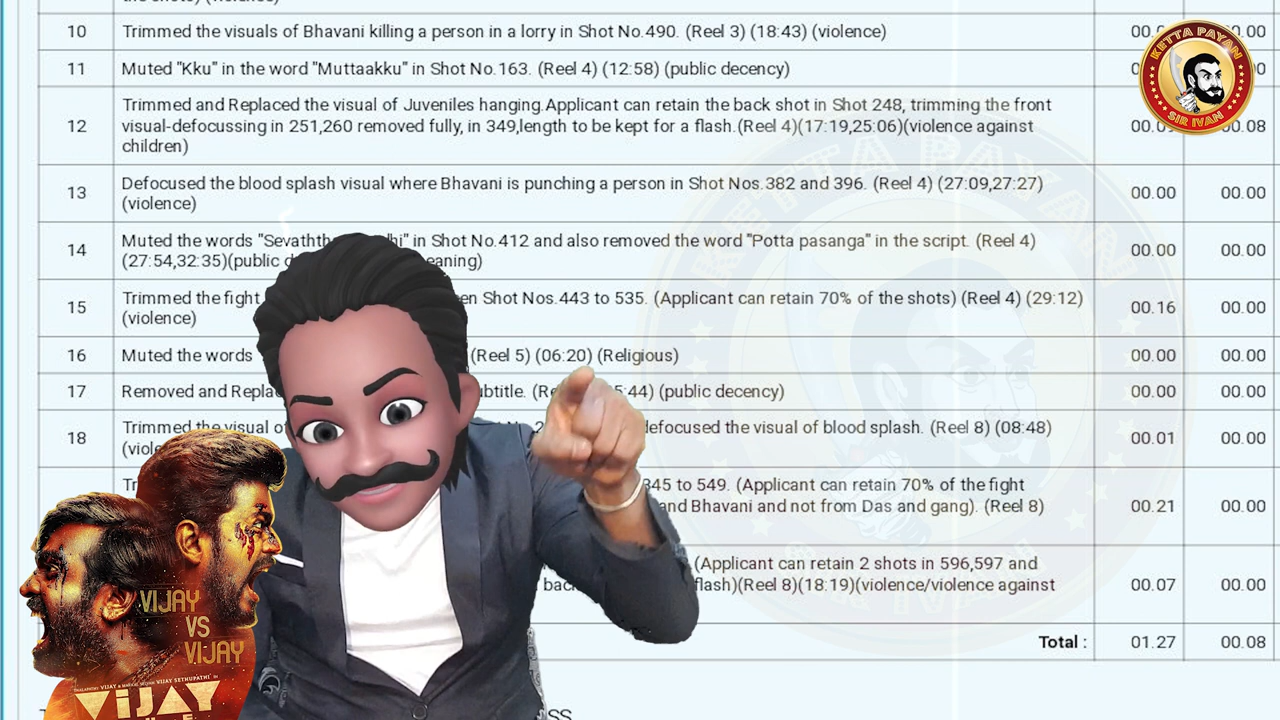 the shots) (violence)
10 Trimmed the visuals of Bhavani killing a person in a lorry in Shot No.490. (Reel 3) (18:43) (violence) .00
11 Muted "Kku" in the word "Muttaakku" in Shot No.163. (Reel 4) (12:58) (public decency)
Trimmed and Replaced the visual of Juveniles hanging.Applicant can retain the back shot in Shot 248, trimming the front
12 visual-defocussing in 251,260 removed fully, in 349,length to be kept for a flash.(Reel 4)(17:19,25:06)(violence against
children)
13 Defocused the blood splash visual where Bhavani is punching a person in Shot Nos.382 and 396. (Reel 4) (27:09,27:27) 00.00 00.00
(violence)
14 Muted the words in Shot No.412 and also removed the word "Potta pasanga" in the script. (Reel 4) 00.00 00.00
(27:54,32:35)(public
15 Trimmed the fight Shot Nos.443 to 535. (Applicant can retain 70% of the shots) (Reel 4) (29:12) 00.16 00.00
(violence)
16 Muted the words (Reel 5) (06:20) (Religious) 00.00 00.00
17 Removed and (public decency) 00.00 00.00
18 Trimmed the visual defocused the visual of blood splash. (Reel 8) (08:48) 00.01 00.00
345 to 549. (Applicant can retain 70% of the fight
and Bhavani and not from Das and gang). (Reel 8) 00.21 00.00
(Applicant can retain 2 shots in 596,597 and
(Reel 8)(18:19)(violence/violence against 00.07 00.00
Total : 01.27 00.08
KETTA PAYAN
SIR IVAN
KETTA PAYAN
VIJAY
VS
VIJAY
VIJAY